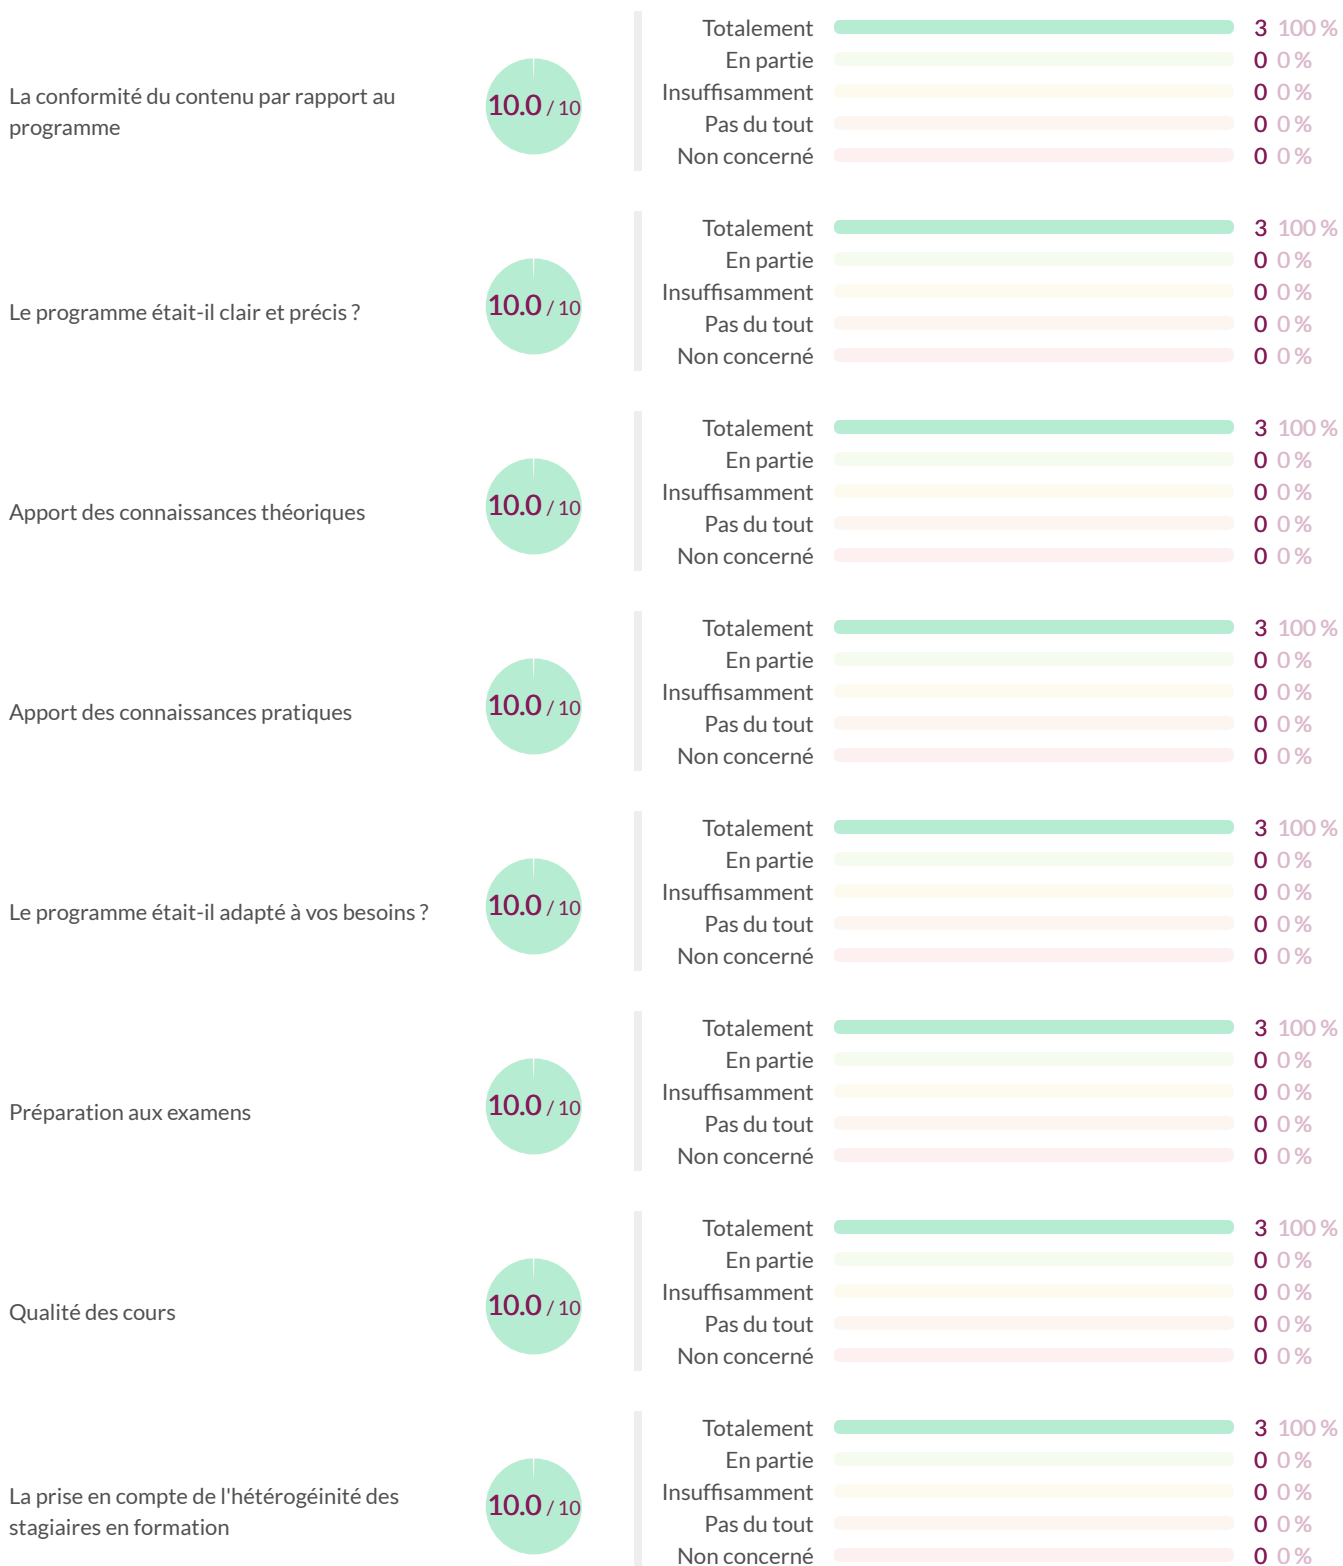 La conformité du contenu par rapport au
programme
10.0 / 10
Totalement 3 100 %
En partie 0 0 %
Insuffisamment 0 0 %
Pas du tout 0 0 %
Non concerné 0 0 %
Le programme était-il clair et précis ?
10.0 / 10
Totalement 3 100 %
En partie 0 0 %
Insuffisamment 0 0 %
Pas du tout 0 0 %
Non concerné 0 0 %
Apport des connaissances théoriques
10.0 / 10
Totalement 3 100 %
En partie 0 0 %
Insuffisamment 0 0 %
Pas du tout 0 0 %
Non concerné 0 0 %
Apport des connaissances pratiques
10.0 / 10
Totalement 3 100 %
En partie 0 0 %
Insuffisamment 0 0 %
Pas du tout 0 0 %
Non concerné 0 0 %
Le programme était-il adapté à vos besoins ?
10.0 / 10
Totalement 3 100 %
En partie 0 0 %
Insuffisamment 0 0 %
Pas du tout 0 0 %
Non concerné 0 0 %
Préparation aux examens
10.0 / 10
Totalement 3 100 %
En partie 0 0 %
Insuffisamment 0 0 %
Pas du tout 0 0 %
Non concerné 0 0 %
Qualité des cours
10.0 / 10
Totalement 3 100 %
En partie 0 0 %
Insuffisamment 0 0 %
Pas du tout 0 0 %
Non concerné 0 0 %
La prise en compte de l'hétérogéinité des
stagiaires en formation
10.0 / 10
Totalement 3 100 %
En partie 0 0 %
Insuffisamment 0 0 %
Pas du tout 0 0 %
Non concerné 0 0 %